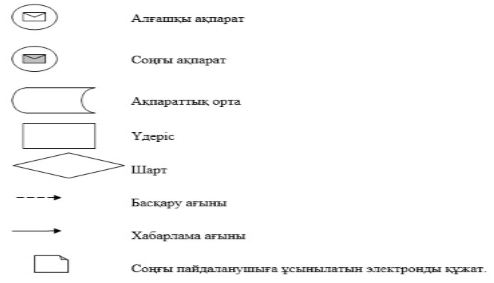 Алғашқы ақпарат
Соңғы ақпарат
Ақпараттық орта
Үдеріс
Шарт
Басқару ағыны
Хабарлама ағыны
Соңғы пайдаланушыға ұсынылатын электронды құжат.